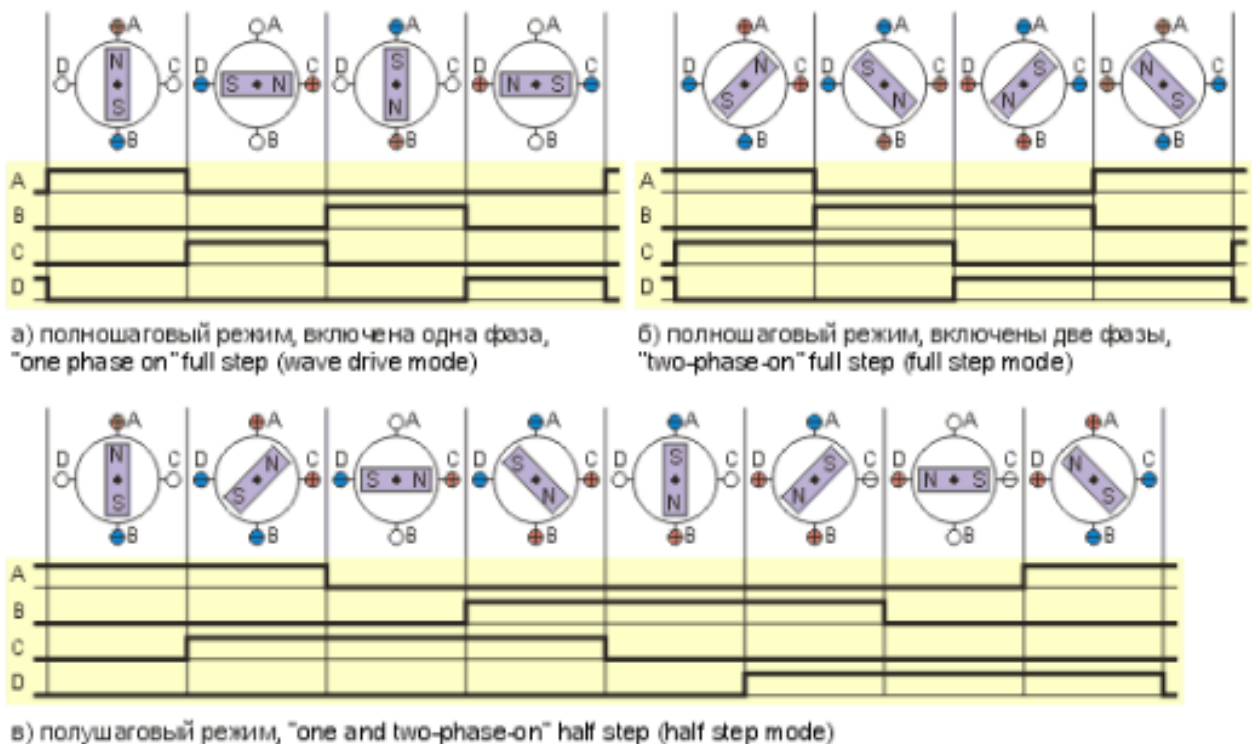 A A A A A A A A
D N C D C D S C D C D N C D S C D S C D N C
S S N N N S S N N S
B B B B B B B B
A A
B B
C C
D D
а) полношаговый режим, включена одна фаза,
"one phase on" full step (wave drive mode)
б) полношаговый режим, включены две фазы,
"two-phase-on" full step (full step mode)
A A A A A A A A
D N C D N C D C D S C D S C D S C D C D N C
S S S N N N N N S S
B B B B B B B B
A
B
C
D
в) полушаговый режим, "one and two-phase-on" half step (half step mode)